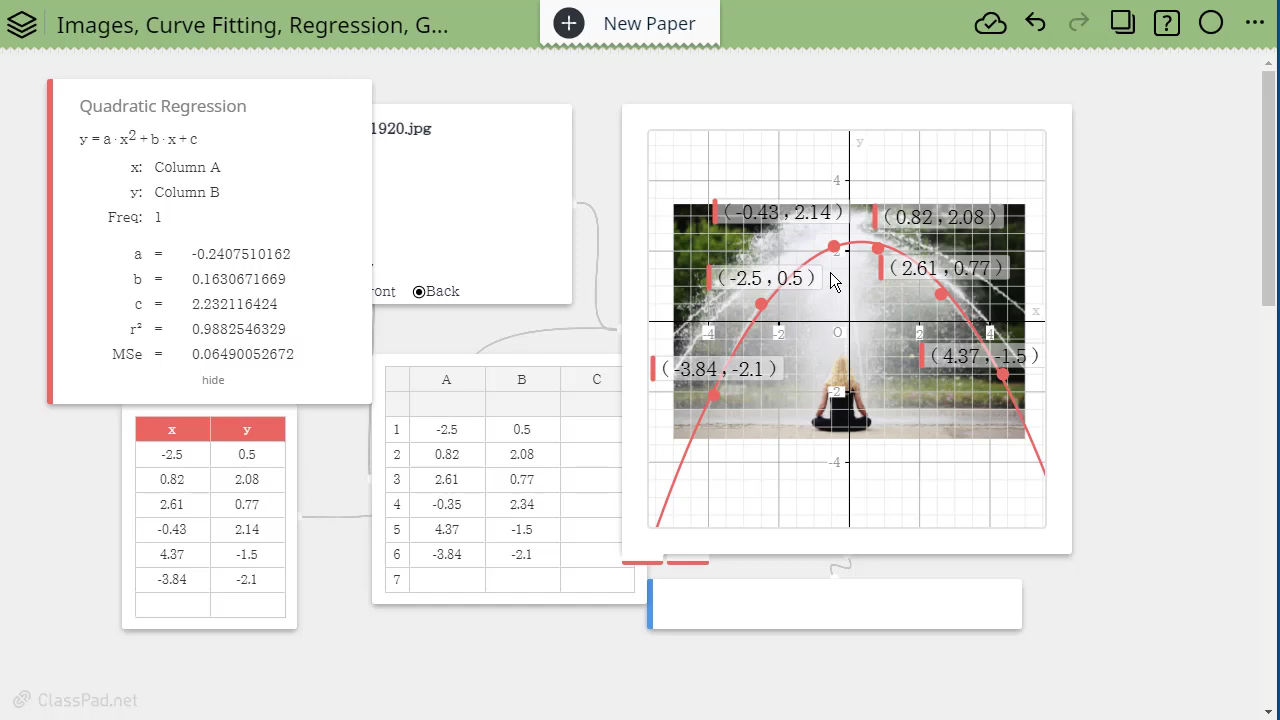 Images, Curve Fitting, Regression, G...
New Paper
?
Quadratic Regression
y = a · x² + b · x + c
x: Column A
y: Column B
Freq: 1
a = -0.2407510162
b = 0.1630671669
c = 2.232116424
r² = 0.9882546329
MSe = 0.06490052672
hide
1920.jpg
ront
Back
x y
-2.5 0.5
0.82 2.08
2.61 0.77
-0.43 2.14
4.37 -1.5
-3.84 -2.1
A B C
1 -2.5 0.5
2 0.82 2.08
3 2.61 0.77
4 -0.35 2.34
5 4.37 -1.5
6 -3.84 -2.1
7
y
4
(-0.43 , 2.14)
(0.82 , 2.08)
2
(-2.5 , 0.5)
(2.61 , 0.77)
x
-4 -2 O 2 4
(-3.84 , -2.1)
(4.37 , -1.5)
-2
-4
ClassPad.net